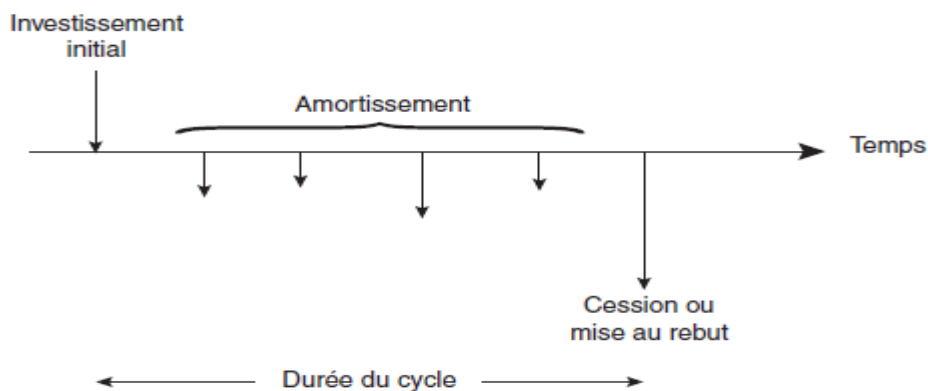 Investissement
initial
Amortissement
Temps
Cession ou
mise au rebut
Durée du cycle